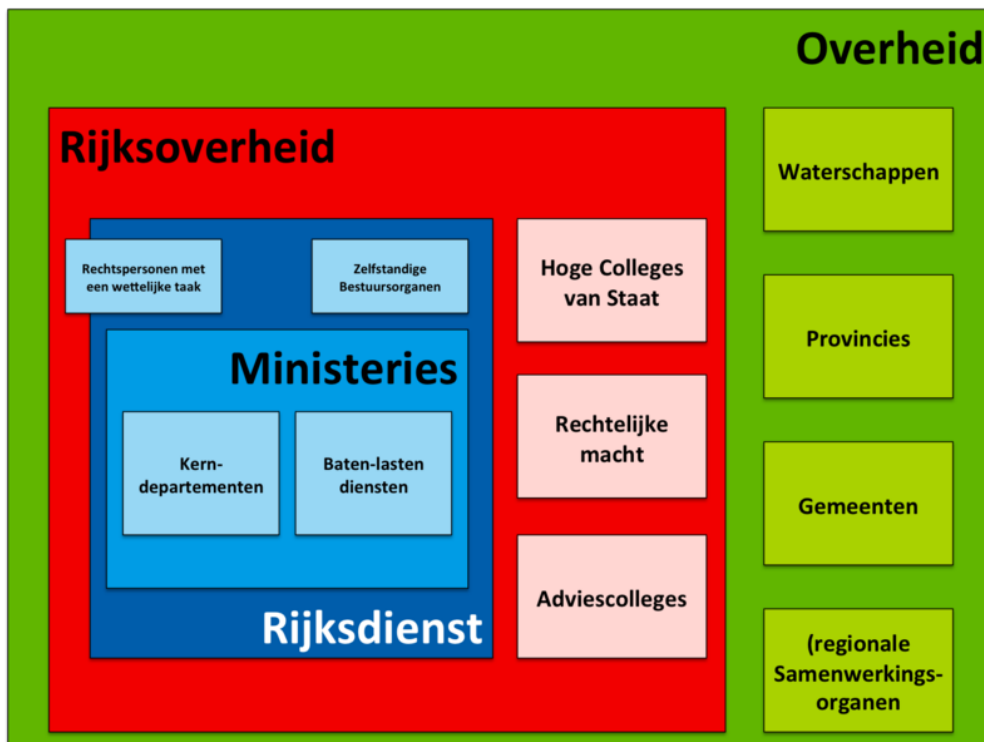 Overheid
Rijksoverheid
Rechtspersonen met
een wettelijke taak
Zelfstandige
Bestuursorganen
Ministeries
Kern-
departementen
Baten-lasten
diensten
Rijksdienst
Hoge Colleges
van Staat
Rechtelijke
macht
Adviescolleges
Waterschappen
Provincies
Gemeenten
(regionale
Samenwerkings-
organen